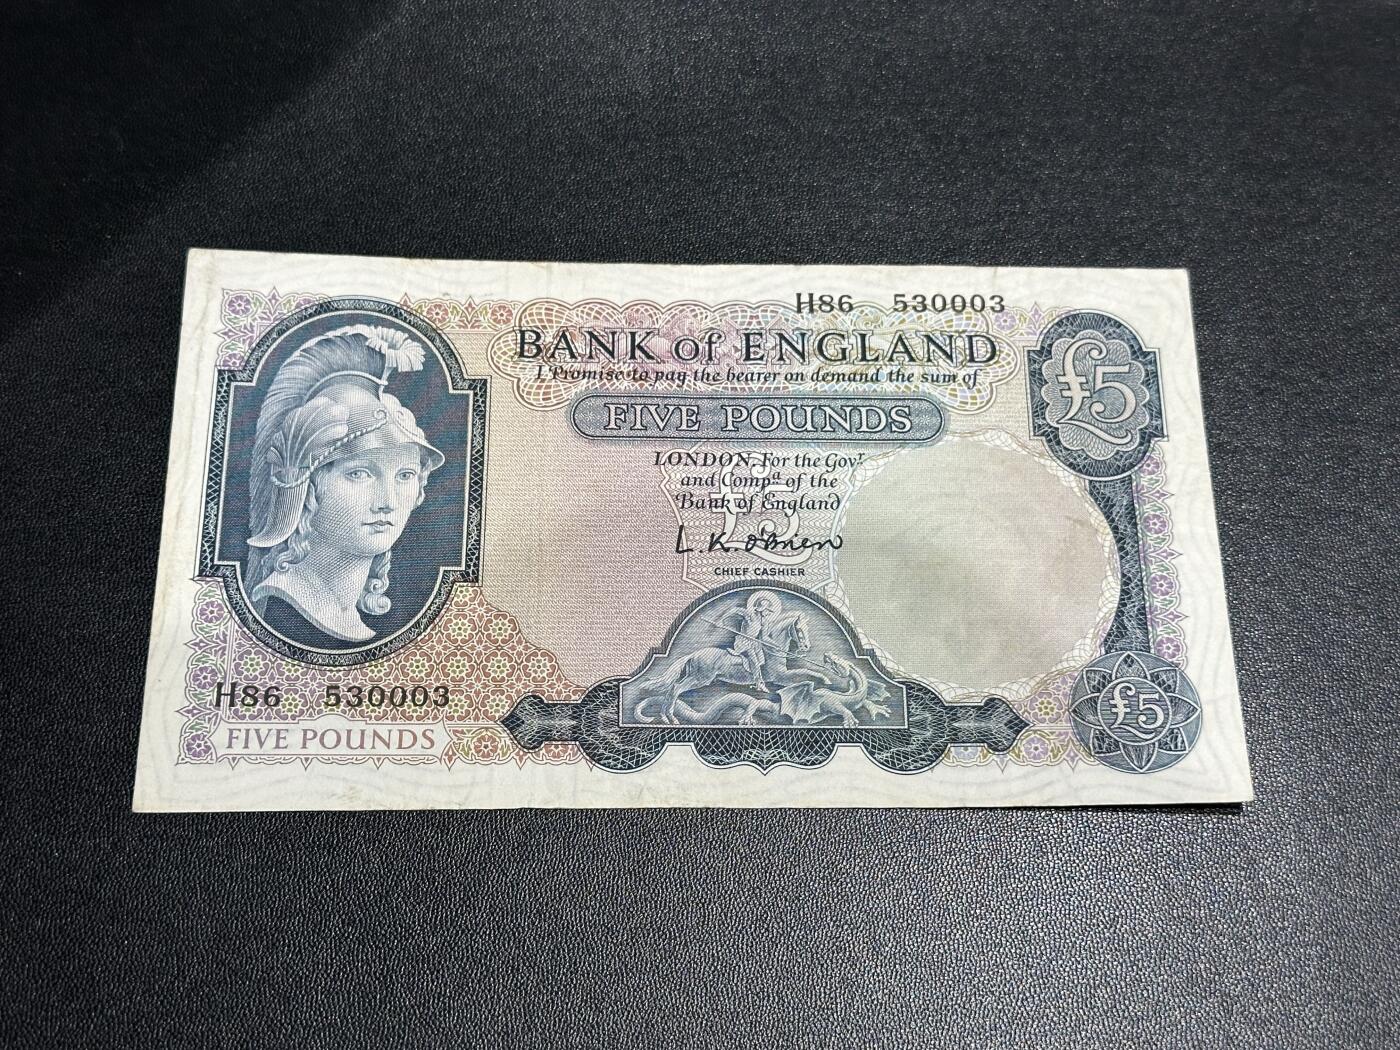 H86 530003
BANK of ENGLAND
I Promise to pay the bearer on demand the sum of
£5
FIVE POUNDS
LONDON. For the Govr.
and Compa. of the
Bank of England
£5
L.K.O'Brien
CHIEF CASHIER
H86 530003
£5
FIVE POUNDS